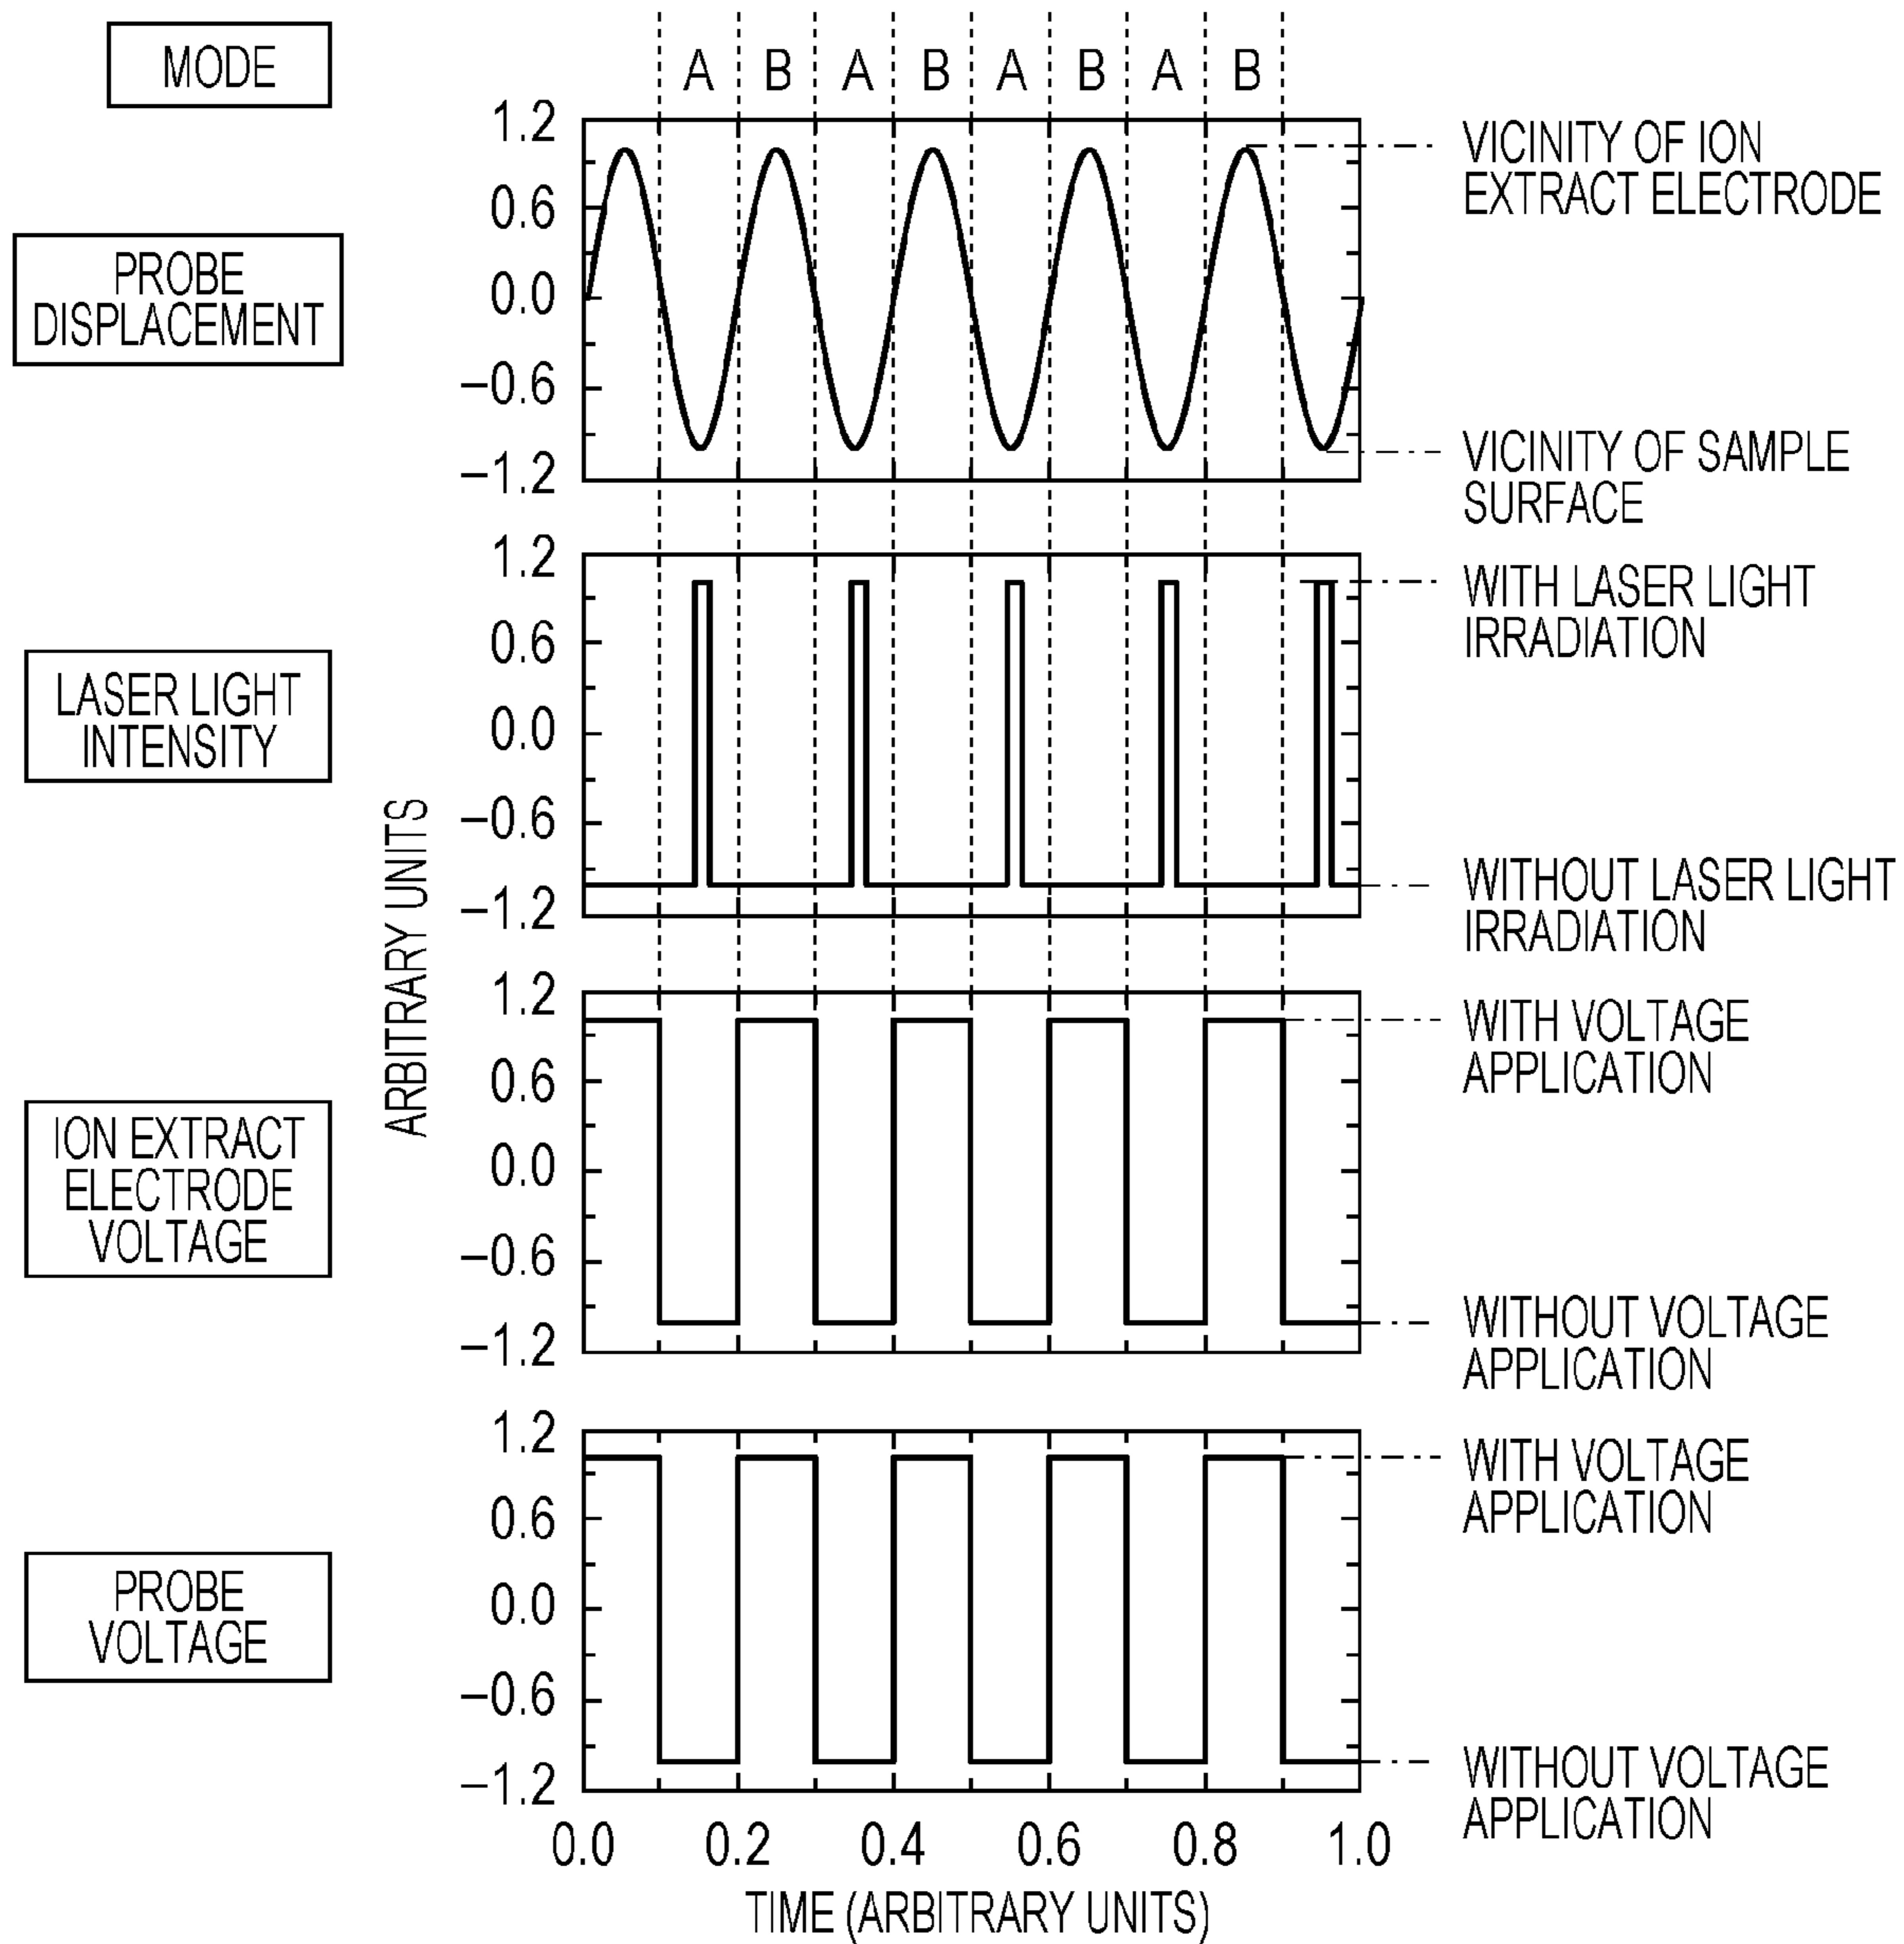 MODE
A B A B A B A B
PROBE
DISPLACEMENT
1.2
0.6
0.0
−0.6
−1.2
VICINITY OF ION
EXTRACT ELECTRODE
VICINITY OF SAMPLE
SURFACE
LASER LIGHT
INTENSITY
1.2
0.6
0.0
−0.6
−1.2
WITH LASER LIGHT
IRRADIATION
WITHOUT LASER LIGHT
IRRADIATION
ARBITRARY UNITS
ION EXTRACT
ELECTRODE
VOLTAGE
1.2
0.6
0.0
−0.6
−1.2
WITH VOLTAGE
APPLICATION
WITHOUT VOLTAGE
APPLICATION
PROBE
VOLTAGE
1.2
0.6
0.0
−0.6
−1.2
WITH VOLTAGE
APPLICATION
WITHOUT VOLTAGE
APPLICATION
0.0 0.2 0.4 0.6 0.8 1.0
TIME (ARBITRARY UNITS)